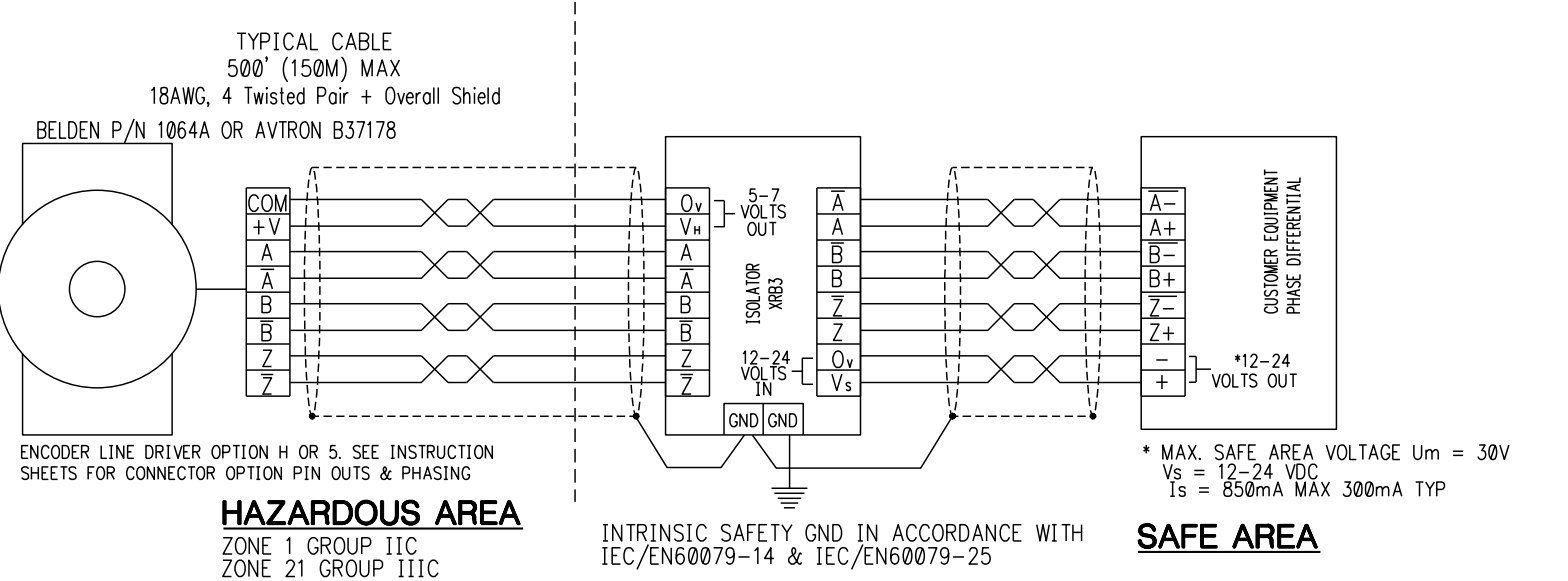 TYPICAL CABLE
500' (150M) MAX
18AWG, 4 Twisted Pair + Overall Shield
BELDEN P/N 1064A OR AVTRON B37178
COM
+V
A
A̅
B
B̅
Z
Z̅
0v
VH
A
A̅
B
B̅
Z
Z̅
5-7
VOLTS
OUT
ISOLATOR
XRB3
12-24
VOLTS
IN
GND
GND
A̅
A
B̅
B
Z̅
Z
0v
Vs
A̅-̅
A+
B̅-̅
B+
Z̅-̅
Z+
-
+
CUSTOMER EQUIPMENT
PHASE DIFFERENTIAL
*12-24
VOLTS OUT
ENCODER LINE DRIVER OPTION H OR 5. SEE INSTRUCTION
SHEETS FOR CONNECTOR OPTION PIN OUTS & PHASING
HAZARDOUS AREA
ZONE 1 GROUP IIC
ZONE 21 GROUP IIIC
INTRINSIC SAFETY GND IN ACCORDANCE WITH
IEC/EN60079-14 & IEC/EN60079-25
* MAX. SAFE AREA VOLTAGE Um = 30V
Vs = 12-24 VDC
Is = 850mA MAX 300mA TYP
SAFE AREA